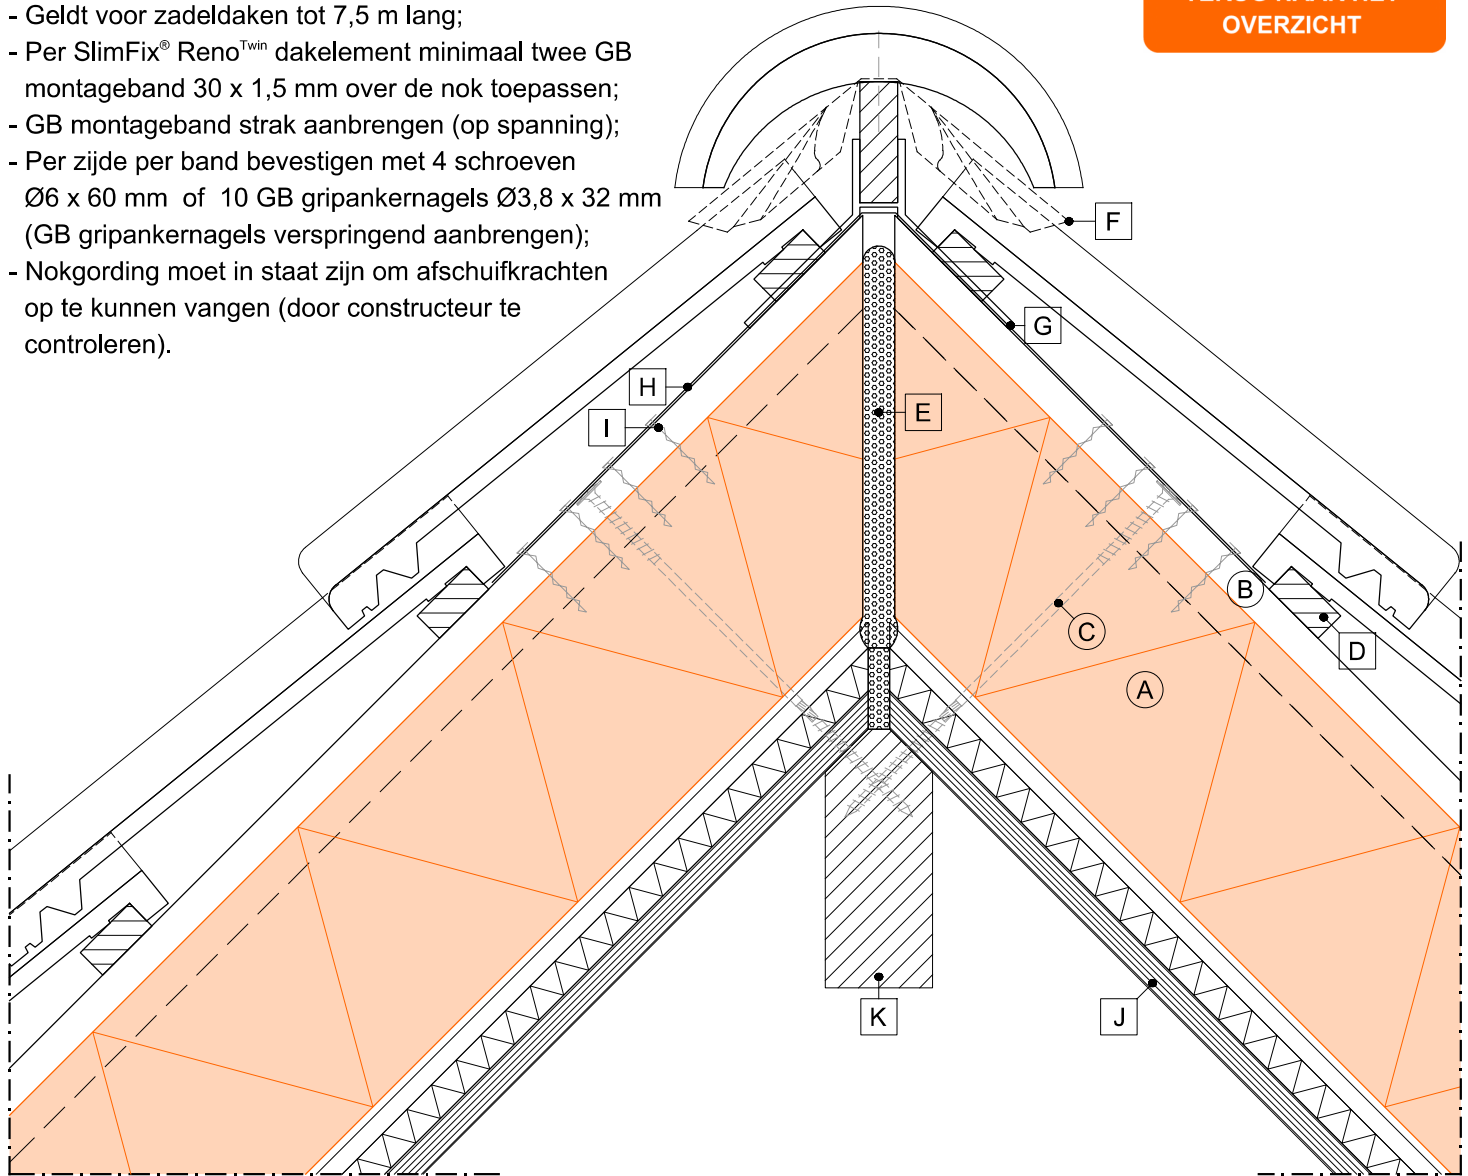 - Geldt voor zadeldaken tot 7,5 m lang;
- Per SlimFix® Reno^Twin dakelement minimaal twee GB
montageband 30 x 1,5 mm over de nok toepassen;
- GB montageband strak aanbrengen (op spanning);
- Per zijde per band bevestigen met 4 schroeven
Ø6 x 60 mm of 10 GB gripankernagels Ø3,8 x 32 mm
(GB gripankernagels verspringend aanbrengen);
- Nokgording moet in staat zijn om afschuifkrachten
op te kunnen vangen (door constructeur te
controleren).
OVERZICHT
F
G
H
E
I
B
C
D
A
K
J